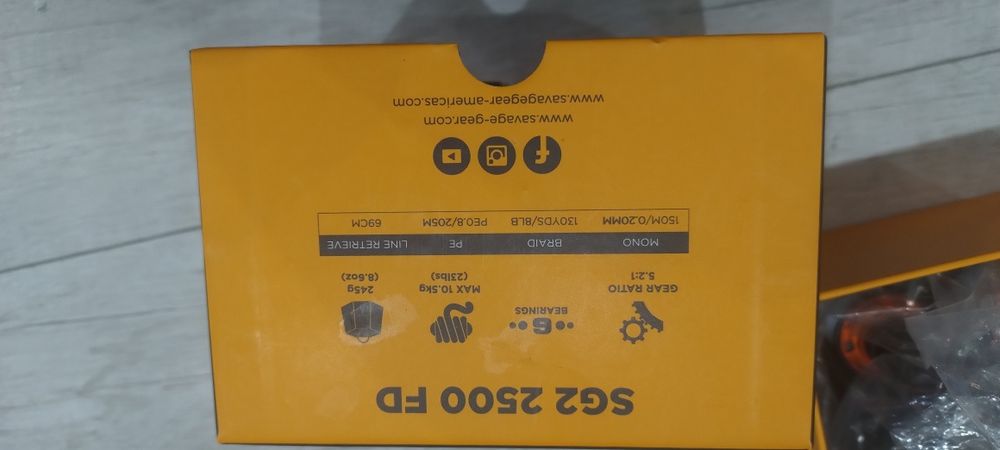 SG2 2500 FD
GEAR RATIO
5.2:1
6
BEARINGS
MAX 10.5kg
(23lbs)
245g
(8.6oz)
MONO BRAID PE LINE RETRIEVE
150M/0.20MM 130YDS/8LB PE0.8/205M 69CM
www.savage-gear.com
www.savagegear-americas.com